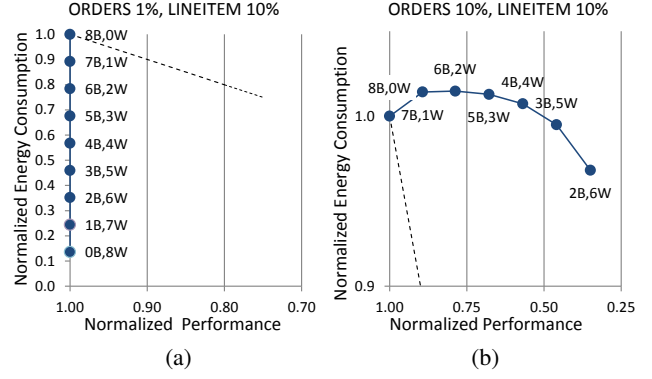 ORDERS 1%, LINEITEM 10%
Normalized Energy Consumption
1.0
0.9
0.8
0.7
0.6
0.5
0.4
0.3
0.2
0.1
0.0
8B,0W
7B,1W
6B,2W
5B,3W
4B,4W
3B,5W
2B,6W
1B,7W
0B,8W
1.00 0.90 0.80 0.70
Normalized Performance
(a)
ORDERS 10%, LINEITEM 10%
Normalized Energy Consumption
1.0
0.9
8B,0W
7B,1W
6B,2W
5B,3W
4B,4W
3B,5W
2B,6W
1.00 0.75 0.50 0.25
Normalized Performance
(b)